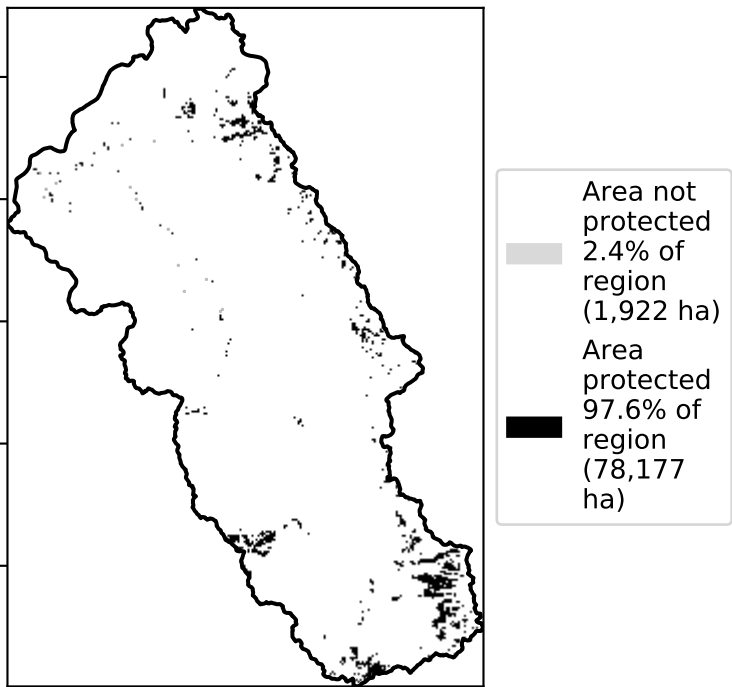 Area not
protected
2.4% of
region
(1,922 ha)
Area
protected
97.6% of
region
(78,177
ha)